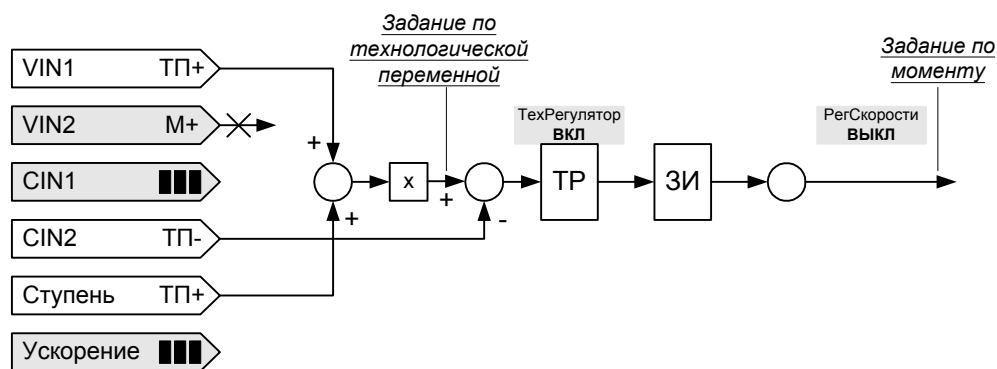 Задание по
технологической
переменной
Задание по
моменту
VIN1 ТП+
VIN2 М+
ТехРегулятор
ВКЛ
РегСкорости
ВЫКЛ
+
CIN1
x
+
ТР
ЗИ
+
-
CIN2 ТП-
Ступень ТП+
Ускорение